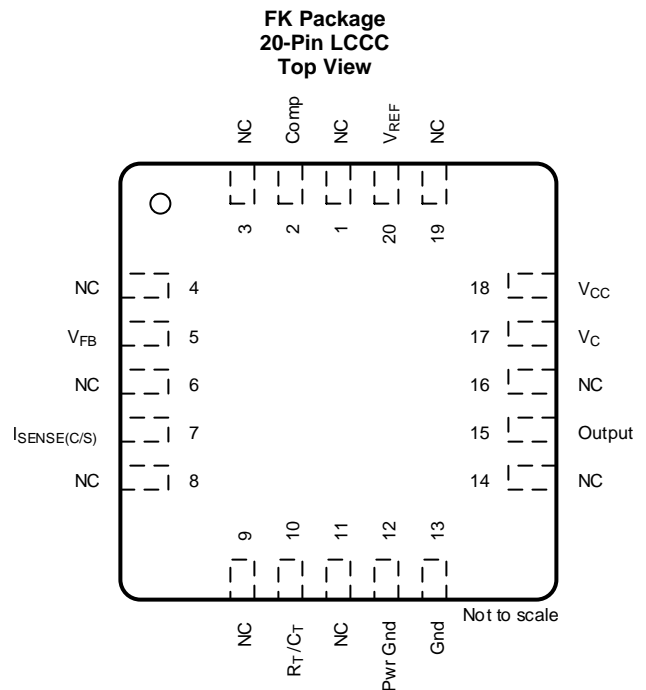 FK Package
20-Pin LCCC
Top View
NC
Comp
NC
VREF
NC
3
2
1
20
19
NC 4
VFB 5
NC 6
ISENSE(C/S) 7
NC 8
18 VCC
17 VC
16 NC
15 Output
14 NC
9
10
11
12
13
NC
RT/CT
NC
Pwr Gnd
Gnd
Not to scale